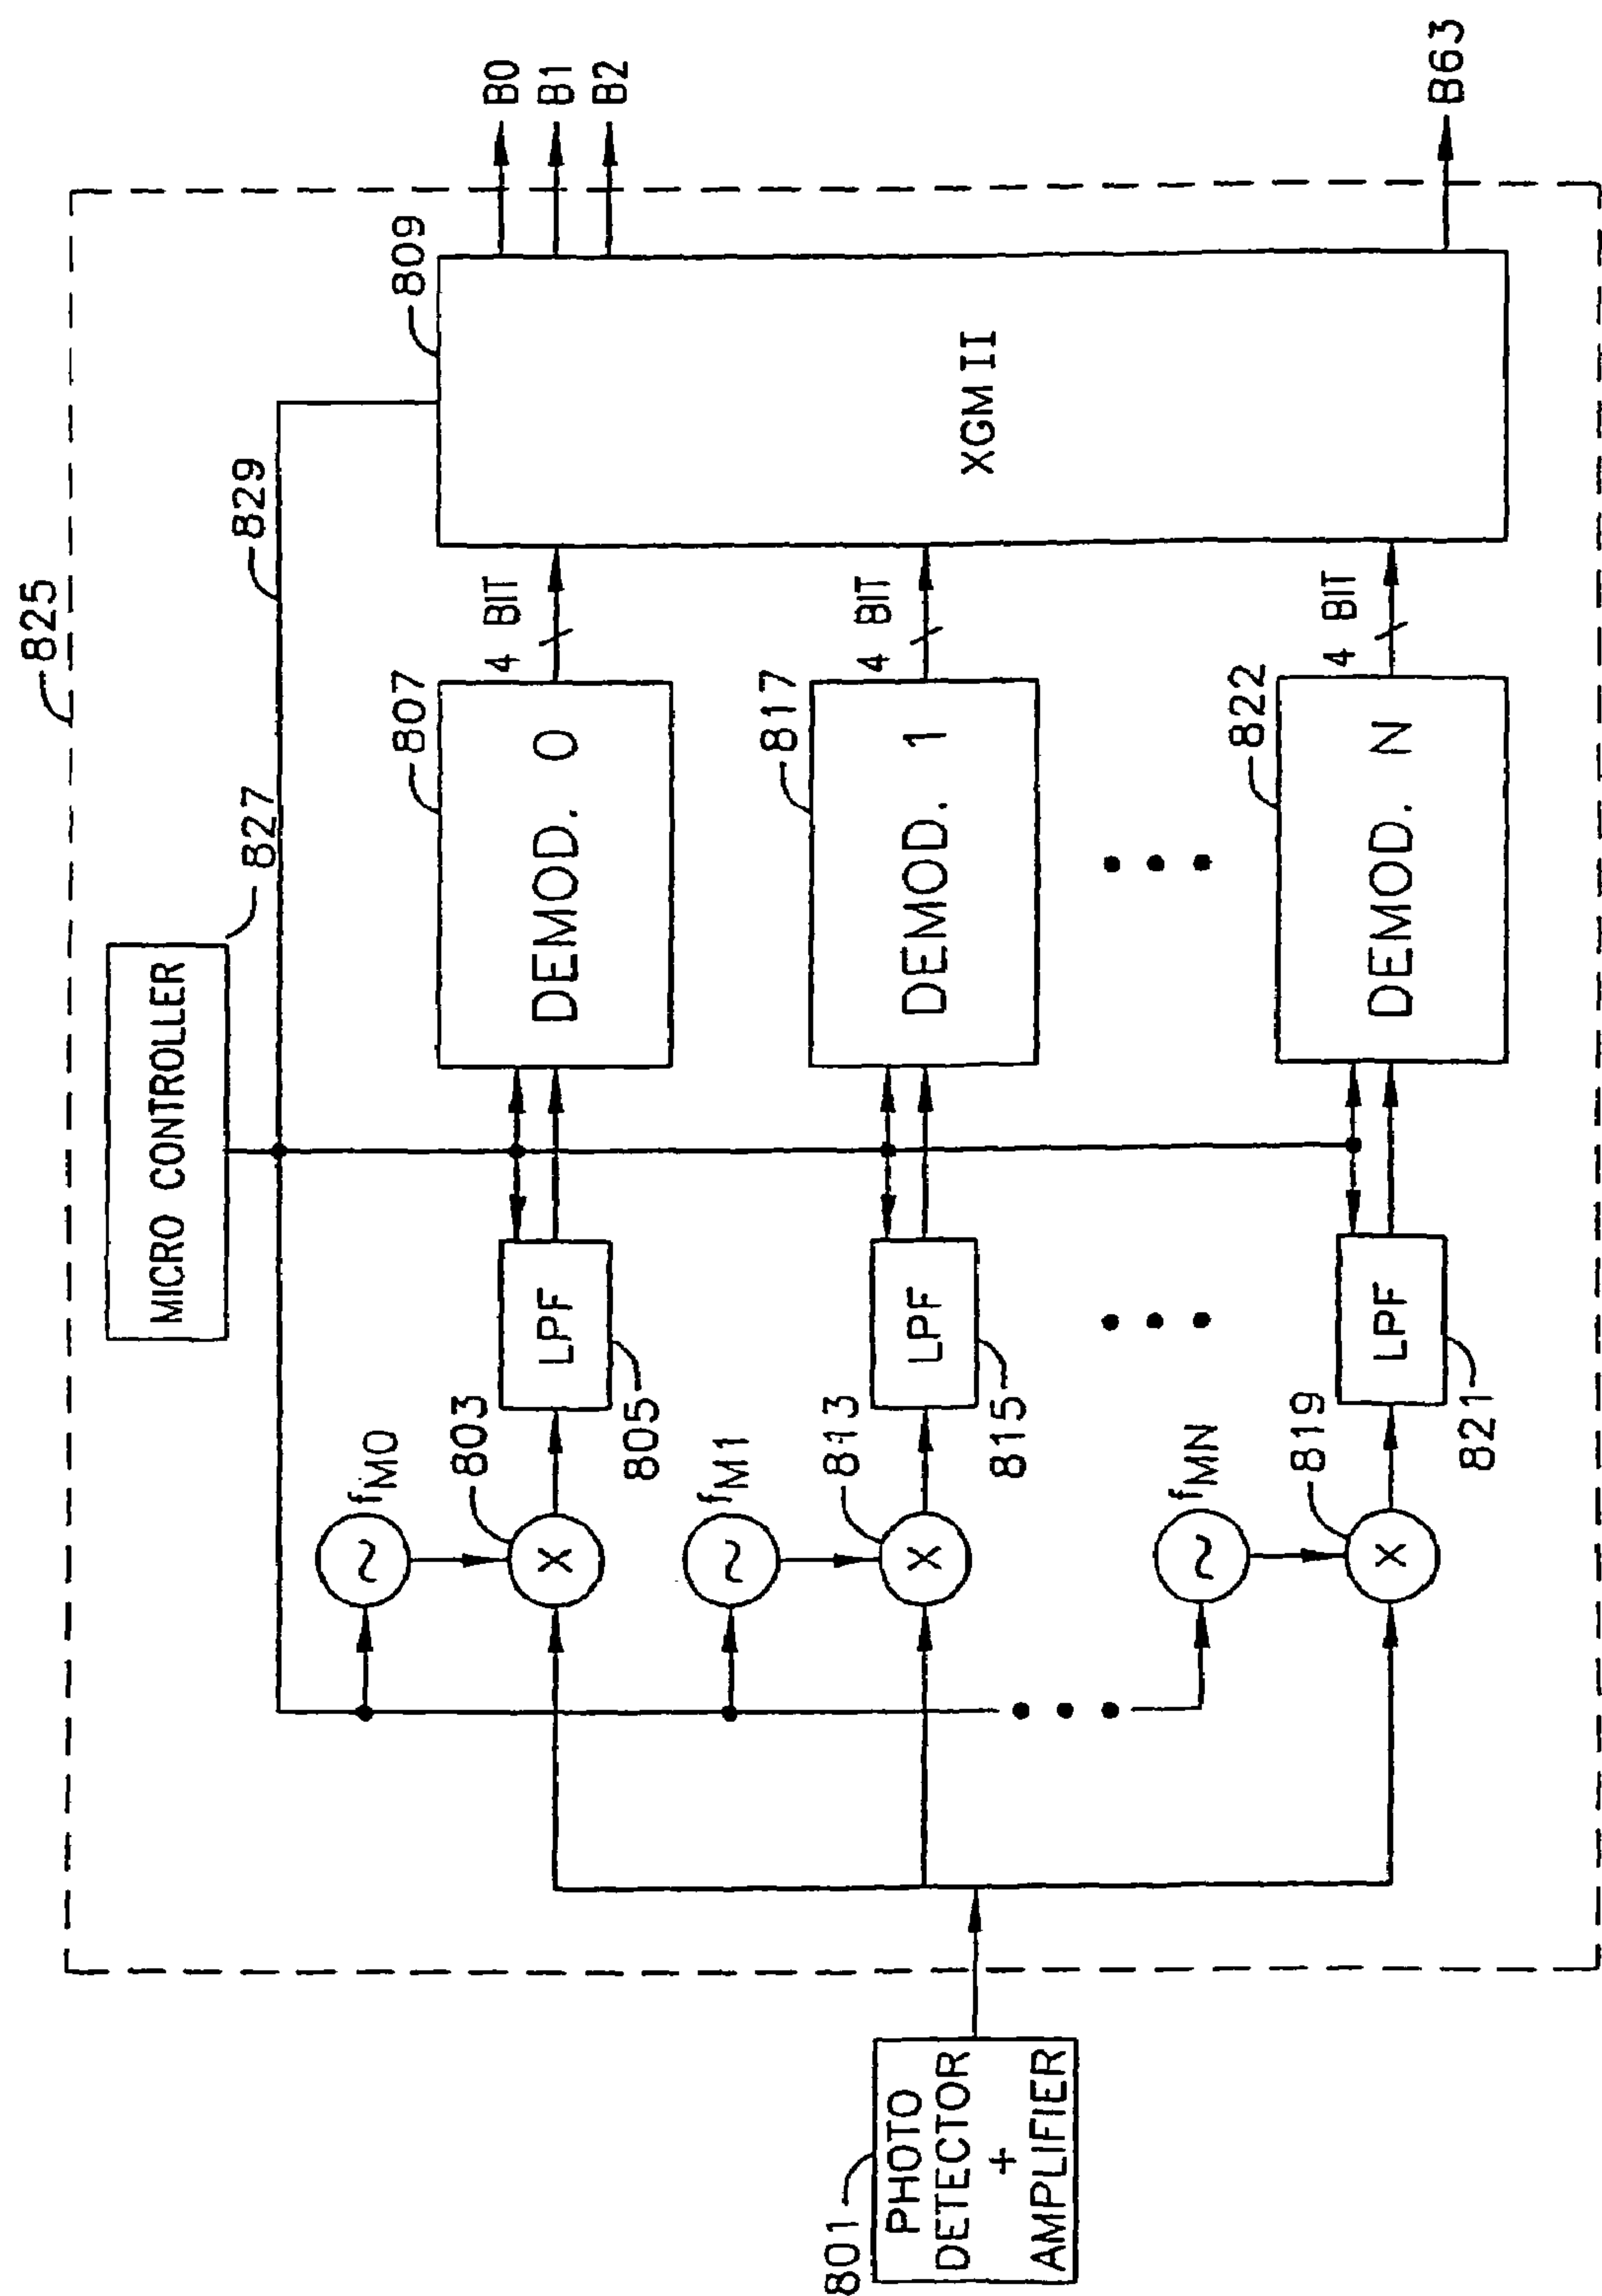 825
MICRO CONTROLLER
827
829
809
B0
B1
B2
B63
XGMII
fM0
803
LPF
805
807
DEMOD. 0
4 BIT
fM1
813
LPF
815
817
DEMOD. 1
4 BIT
fMN
819
LPF
821
822
DEMOD. N
4 BIT
801
PHOTO
DETECTOR
+
AMPLIFIER